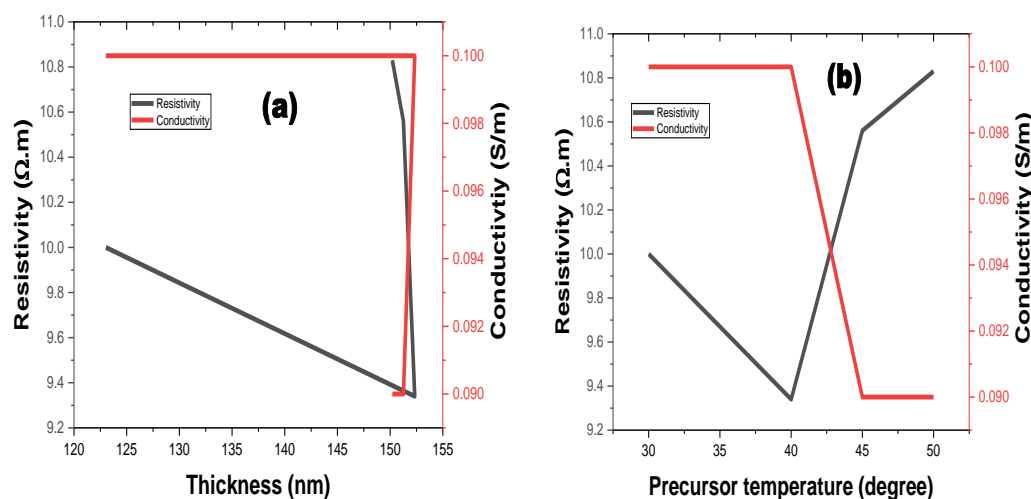 (a)
Resistivity
Conductivity
Resistivity (Ω.m)
11.0
10.8
10.6
10.4
10.2
10.0
9.8
9.6
9.4
9.2
120 125 130 135 140 145 150 155
Thickness (nm)
0.100
0.098
0.096
0.094
0.092
0.090
Conductivtiy (S/m)
(b)
Resistivity
Conductivity
Resistivity (Ω.m)
11.0
10.8
10.6
10.4
10.2
10.0
9.8
9.6
9.4
9.2
30 35 40 45 50
Precursor temperature (degree)
0.100
0.098
0.096
0.094
0.092
0.090
Conductivity (S/m)